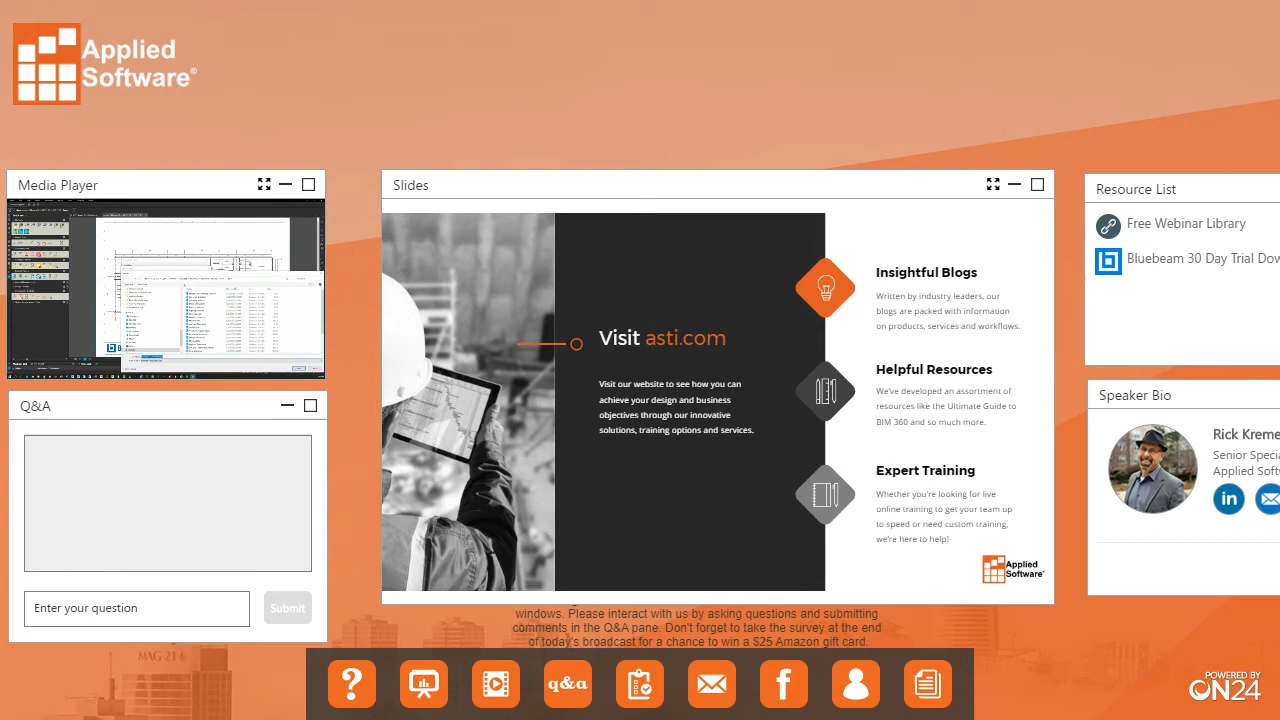 Applied
Software®
Media Player
Slides
Resource List
Free Webinar Library
Bluebeam 30 Day Trial Dow
Visit asti.com
Visit our website to see how you can
achieve your design and business
objectives through our innovative
solutions, training options and services.
Insightful Blogs
Written by industry leaders, our
blogs are packed with information
on products, services and workflows.
Helpful Resources
We've developed an assortment of
resources like the Ultimate Guide to
BIM 360 and so much more.
Expert Training
Whether you're looking for live
online training to get your team up
to speed or need custom training,
we're here to help!
Applied
Software®
Q&A
Enter your question
Submit
Speaker Bio
Rick Kreme
Senior Specia
Applied Softw
in
windows. Please interact with us by asking questions and submitting
comments in the Q&A pane. Don't forget to take the survey at the end
of today's broadcast for a chance to win a $25 Amazon gift card.
MAG 214
?
q&a
f
POWERED BY
ON24